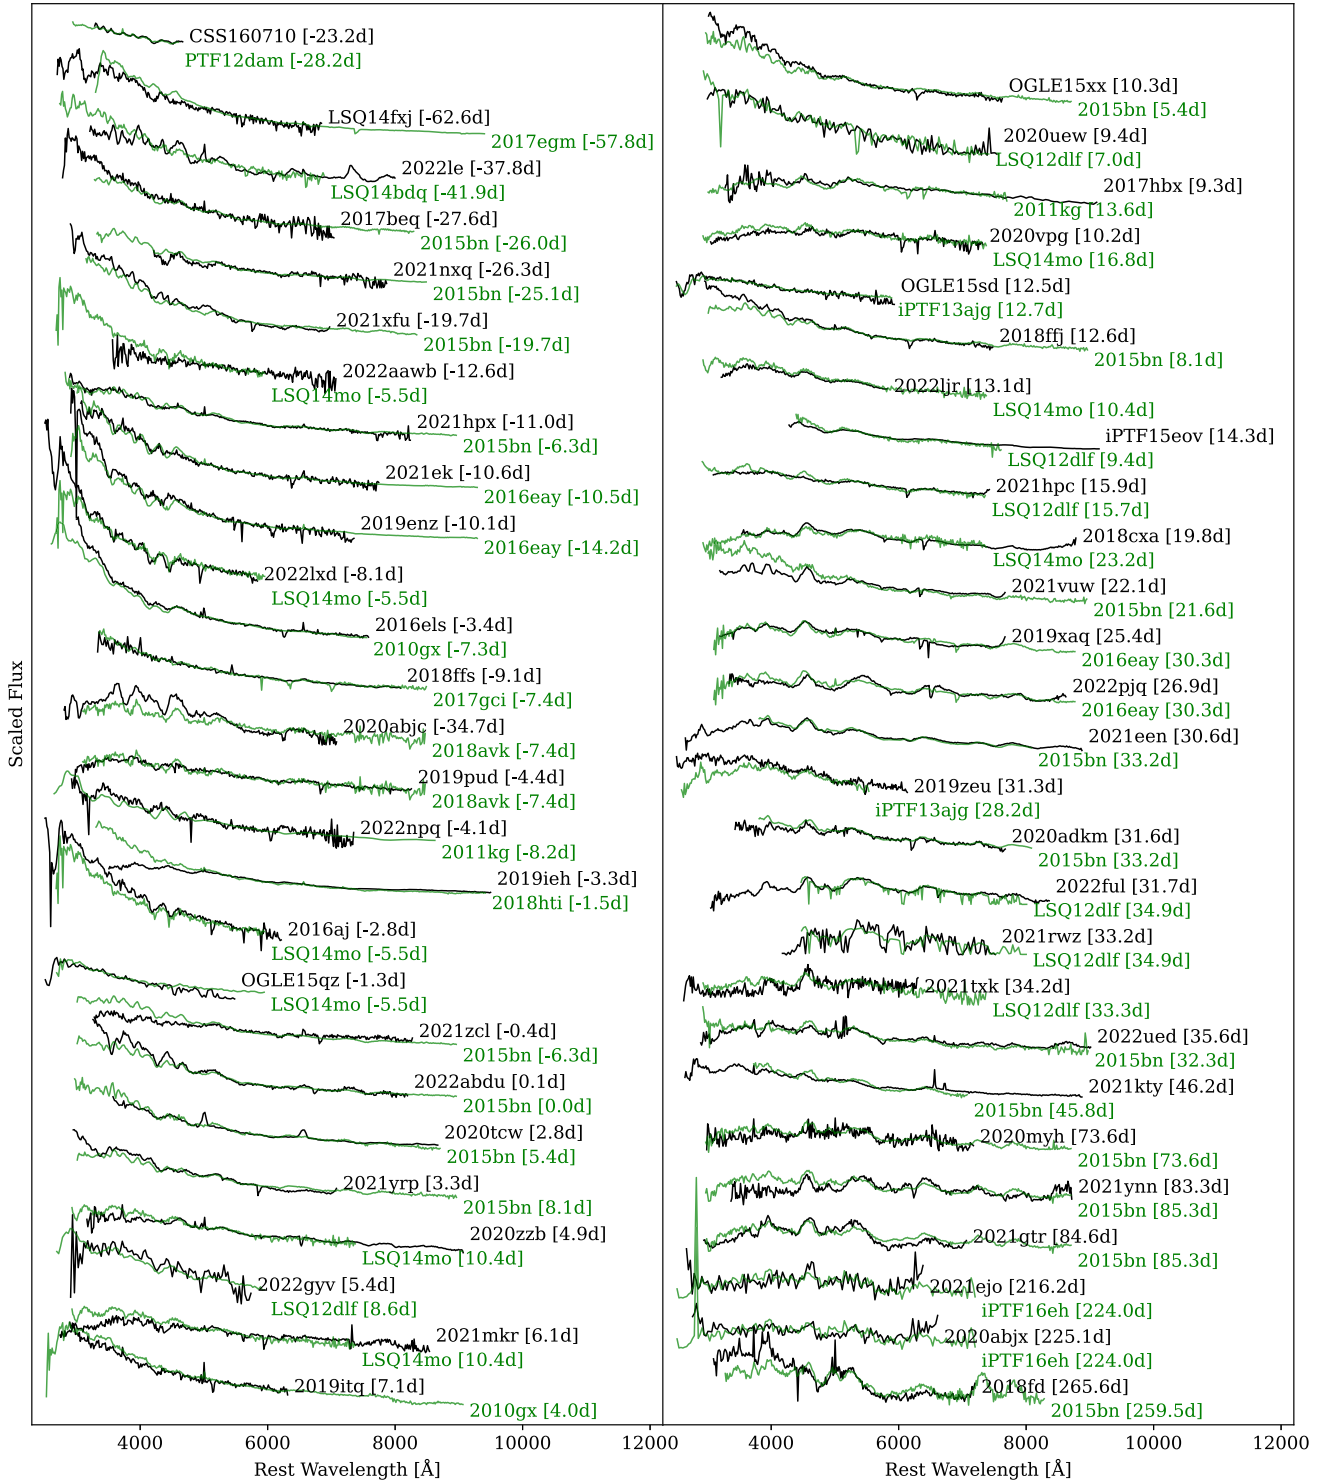 CSS160710 [-23.2d]
PTF12dam [-28.2d]
LSQ14fxj [-62.6d]
2017egm [-57.8d]
2022le [-37.8d]
LSQ14bdq [-41.9d]
2017beq [-27.6d]
2015bn [-26.0d]
2021nxq [-26.3d]
2015bn [-25.1d]
2021xfu [-19.7d]
2015bn [-19.7d]
2022aawb [-12.6d]
LSQ14mo [-5.5d]
2021hpx [-11.0d]
2015bn [-6.3d]
2021ek [-10.6d]
2016eay [-10.5d]
2019enz [-10.1d]
2016eay [-14.2d]
2022lxd [-8.1d]
LSQ14mo [-5.5d]
2016els [-3.4d]
2010gx [-7.3d]
2018ffs [-9.1d]
2017gci [-7.4d]
2020abjc [-34.7d]
2018avk [-7.4d]
2019pud [-4.4d]
2018avk [-7.4d]
2022npq [-4.1d]
2011kg [-8.2d]
2019ieh [-3.3d]
2018hti [-1.5d]
2016aj [-2.8d]
LSQ14mo [-5.5d]
OGLE15qz [-1.3d]
LSQ14mo [-5.5d]
2021zcl [-0.4d]
2015bn [-6.3d]
2022abdu [0.1d]
2015bn [0.0d]
2020tcw [2.8d]
2015bn [5.4d]
2021yrp [3.3d]
2015bn [8.1d]
2020zzb [4.9d]
LSQ14mo [10.4d]
2022gyv [5.4d]
LSQ12dlf [8.6d]
2021mkr [6.1d]
LSQ14mo [10.4d]
2019itq [7.1d]
2010gx [4.0d]
OGLE15xx [10.3d]
2015bn [5.4d]
2020uew [9.4d]
LSQ12dlf [7.0d]
2017hbx [9.3d]
2011kg [13.6d]
2020vpg [10.2d]
LSQ14mo [16.8d]
OGLE15sd [12.5d]
iPTF13ajg [12.7d]
2018ffj [12.6d]
2015bn [8.1d]
2022ljr [13.1d]
LSQ14mo [10.4d]
iPTF15eov [14.3d]
LSQ12dlf [9.4d]
2021hpc [15.9d]
LSQ12dlf [15.7d]
2018cxa [19.8d]
LSQ14mo [23.2d]
2021vuw [22.1d]
2015bn [21.6d]
2019xaq [25.4d]
2016eay [30.3d]
2022pjq [26.9d]
2016eay [30.3d]
2021een [30.6d]
2015bn [33.2d]
2019zeu [31.3d]
iPTF13ajg [28.2d]
2020adkm [31.6d]
2015bn [33.2d]
2022ful [31.7d]
LSQ12dlf [34.9d]
2021rwz [33.2d]
LSQ12dlf [34.9d]
2021txk [34.2d]
LSQ12dlf [33.3d]
2022ued [35.6d]
2015bn [32.3d]
2021kty [46.2d]
2015bn [45.8d]
2020myh [73.6d]
2015bn [73.6d]
2021ynn [83.3d]
2015bn [85.3d]
2021gtr [84.6d]
2015bn [85.3d]
2021ejo [216.2d]
iPTF16eh [224.0d]
2020abjx [225.1d]
iPTF16eh [224.0d]
2018fd [265.6d]
2015bn [259.5d]
Scaled Flux
4000 6000 8000 10000 12000
4000 6000 8000 10000 12000
Rest Wavelength [Å]
Rest Wavelength [Å]